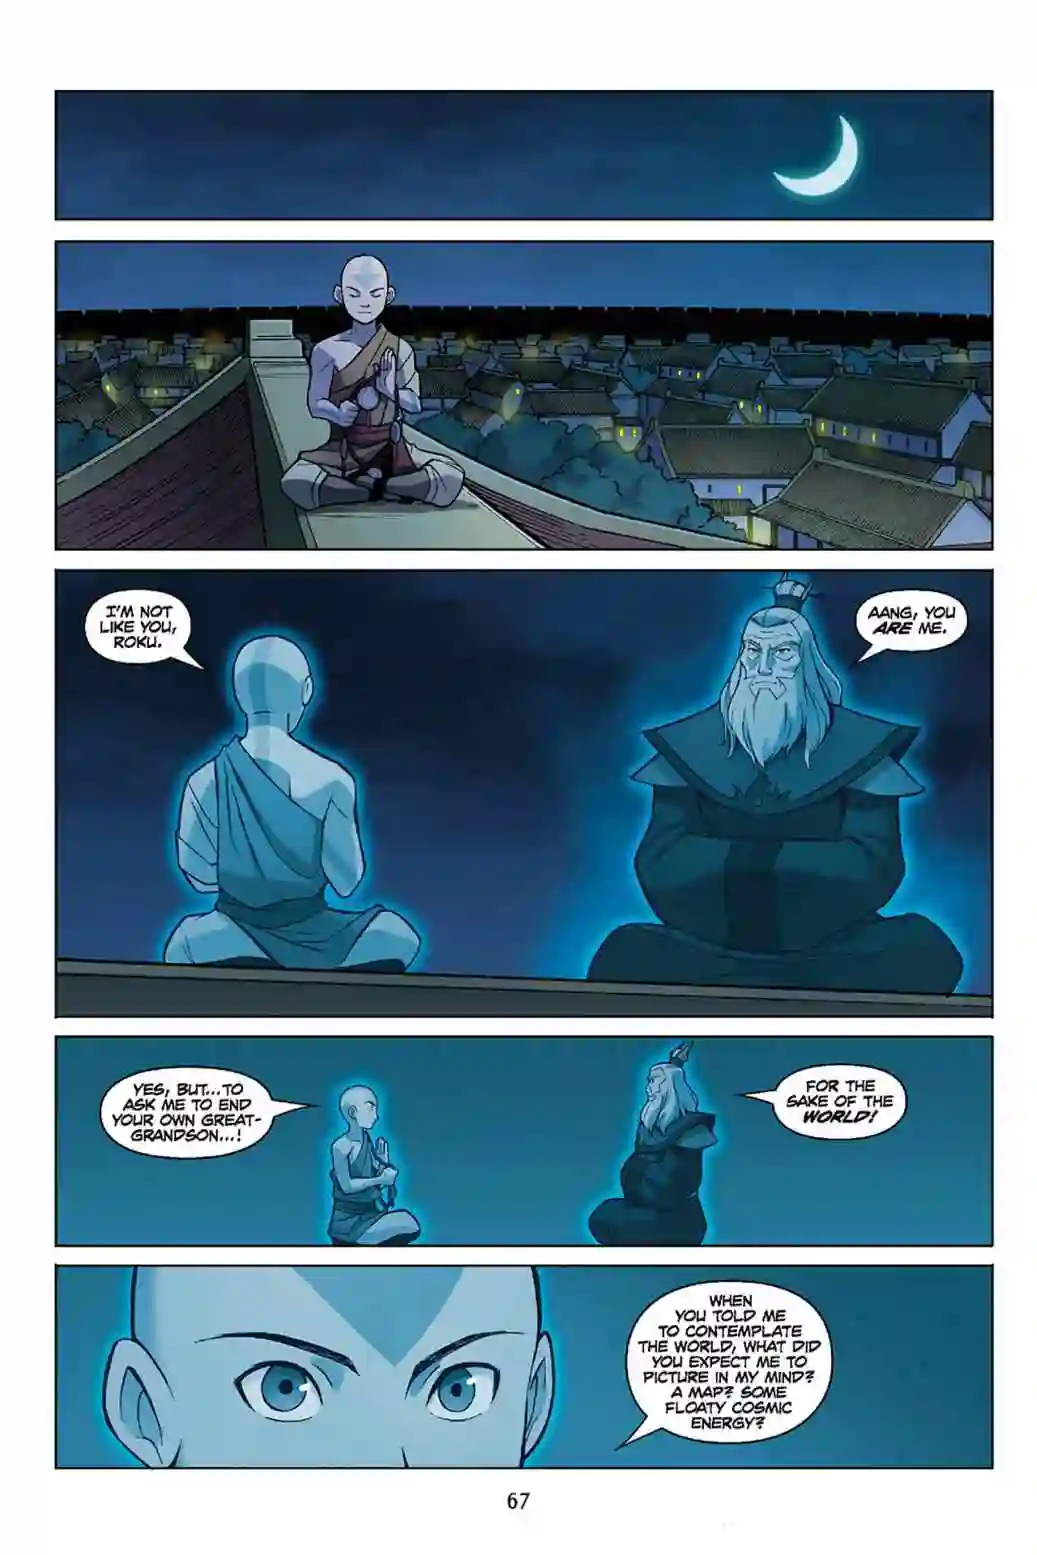 I'M NOT
LIKE YOU,
ROKU.
AANG, YOU
ARE ME.
YES, BUT...TO
ASK ME TO END
YOUR OWN GREAT-
GRANDSON...!
FOR THE
SAKE OF THE
WORLD!
WHEN
YOU TOLD ME
TO CONTEMPLATE
THE WORLD, WHAT DID
YOU EXPECT ME TO
PICTURE IN MY MIND?
A MAP? SOME
FLOATY COSMIC
ENERGY?
67